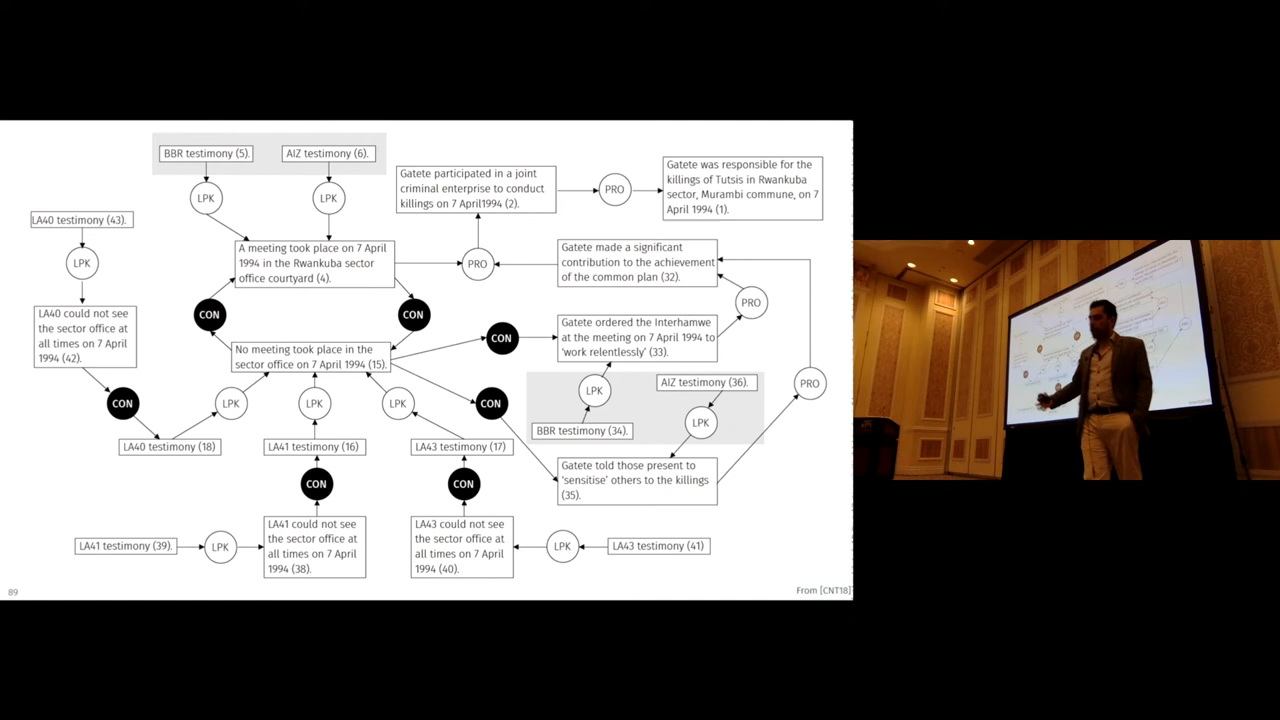 BBR testimony (5).
AIZ testimony (6).
LPK
LPK
Gatete participated in a joint
criminal enterprise to conduct
killings on 7 April1994 (2).
PRO
Gatete was responsible for the
killings of Tutsis in Rwankuba
sector, Murambi commune, on 7
April 1994 (1).
LA40 testimony (43).
LPK
A meeting took place on 7 April
1994 in the Rwankuba sector
office courtyard (4).
PRO
Gatete made a significant
contribution to the achievement
of the common plan (32).
LA40 could not see
the sector office at
all times on 7 April
1994 (42).
CON
CON
PRO
No meeting took place in the
sector office on 7 April 1994 (15).
CON
Gatete ordered the Interhamwe
at the meeting on 7 April 1994 to
‘work relentlessly’ (33).
CON
LPK
LPK
LPK
CON
LPK
AIZ testimony (36).
PRO
BBR testimony (34).
LPK
LA40 testimony (18)
LA41 testimony (16)
LA43 testimony (17)
Gatete told those present to
‘sensitise’ others to the killings
(35).
CON
CON
LA41 testimony (39).
LPK
LA41 could not see
the sector office at
all times on 7 April
1994 (38).
LA43 could not see
the sector office at
all times on 7 April
1994 (40).
LPK
LA43 testimony (41)
89
From [CNT18]